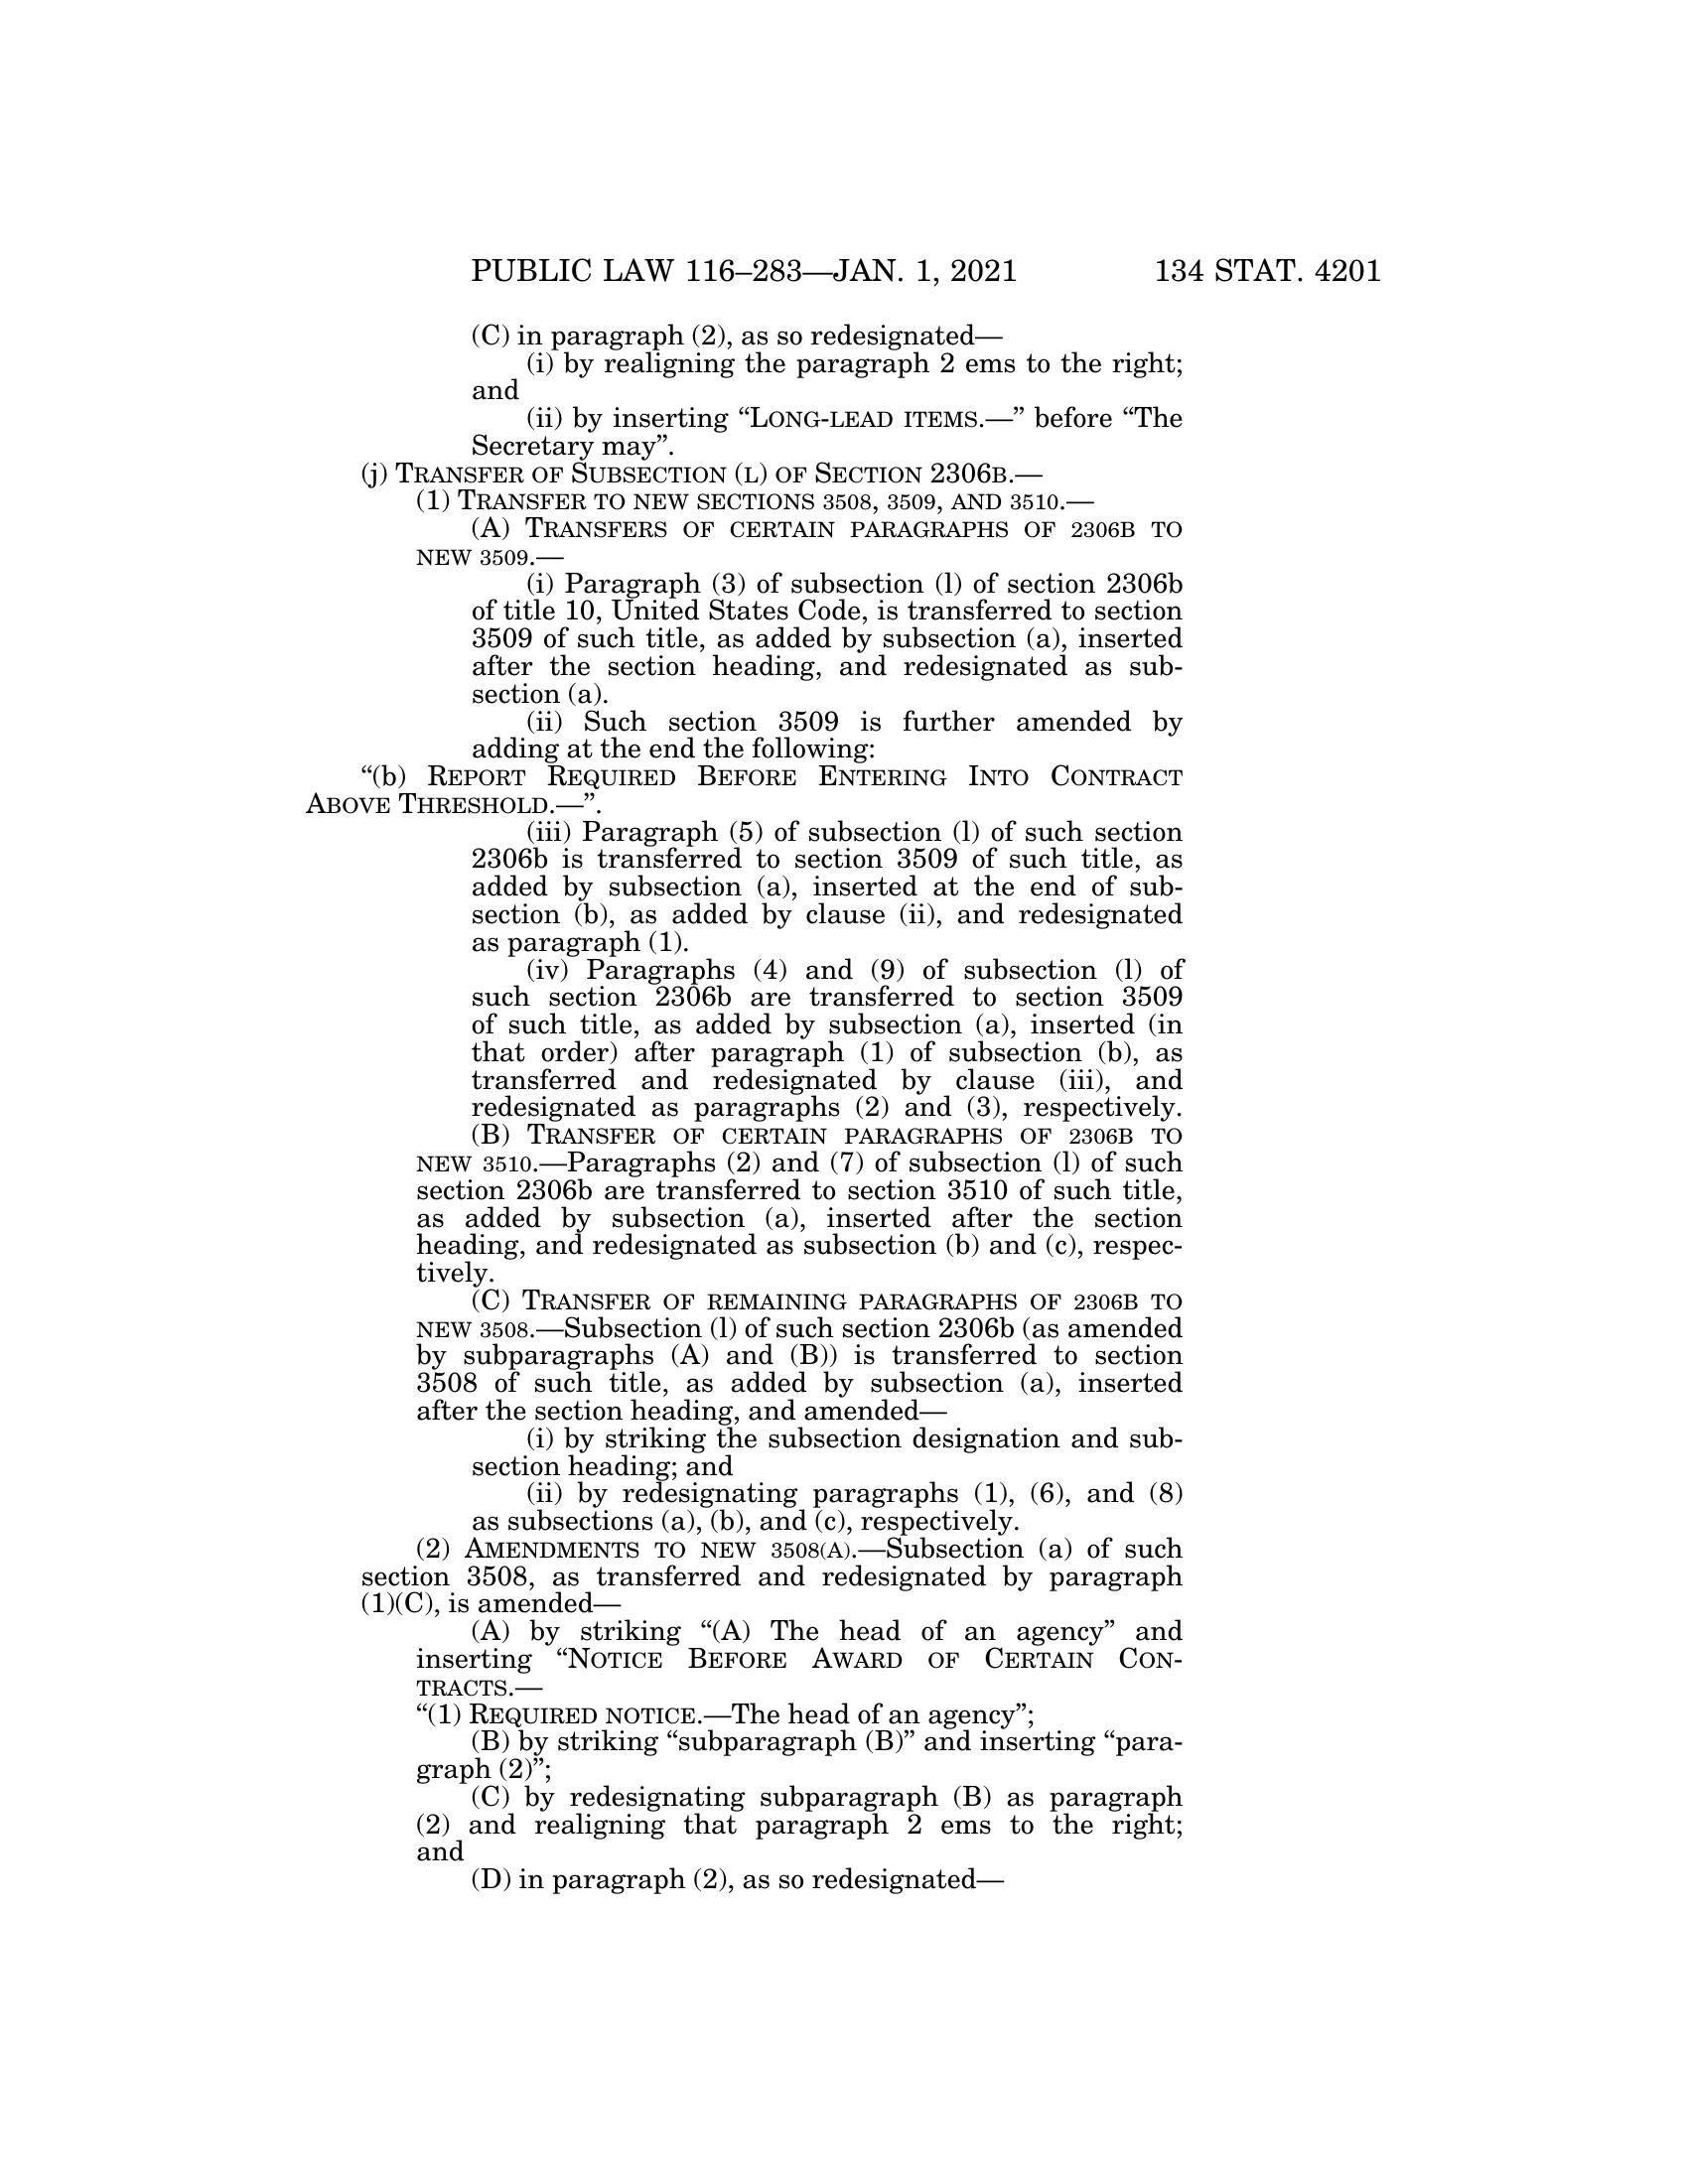 PUBLIC LAW 116–283—JAN. 1, 2021 134 STAT. 4201
(C) in paragraph (2), as so redesignated—
(i) by realigning the paragraph 2 ems to the right;
and
(ii) by inserting “LONG-LEAD ITEMS.—” before “The
Secretary may”.
(j) TRANSFER OF SUBSECTION (L) OF SECTION 2306B.—
(1) TRANSFER TO NEW SECTIONS 3508, 3509, AND 3510.—
(A) TRANSFERS OF CERTAIN PARAGRAPHS OF 2306B TO
NEW 3509.—
(i) Paragraph (3) of subsection (l) of section 2306b
of title 10, United States Code, is transferred to section
3509 of such title, as added by subsection (a), inserted
after the section heading, and redesignated as sub-
section (a).
(ii) Such section 3509 is further amended by
adding at the end the following:
“(b) REPORT REQUIRED BEFORE ENTERING INTO CONTRACT
ABOVE THRESHOLD.—”.
(iii) Paragraph (5) of subsection (l) of such section
2306b is transferred to section 3509 of such title, as
added by subsection (a), inserted at the end of sub-
section (b), as added by clause (ii), and redesignated
as paragraph (1).
(iv) Paragraphs (4) and (9) of subsection (l) of
such section 2306b are transferred to section 3509
of such title, as added by subsection (a), inserted (in
that order) after paragraph (1) of subsection (b), as
transferred and redesignated by clause (iii), and
redesignated as paragraphs (2) and (3), respectively.
(B) TRANSFER OF CERTAIN PARAGRAPHS OF 2306B TO
NEW 3510.—Paragraphs (2) and (7) of subsection (l) of such
section 2306b are transferred to section 3510 of such title,
as added by subsection (a), inserted after the section
heading, and redesignated as subsection (b) and (c), respec-
tively.
(C) TRANSFER OF REMAINING PARAGRAPHS OF 2306B TO
NEW 3508.—Subsection (l) of such section 2306b (as amended
by subparagraphs (A) and (B)) is transferred to section
3508 of such title, as added by subsection (a), inserted
after the section heading, and amended—
(i) by striking the subsection designation and sub-
section heading; and
(ii) by redesignating paragraphs (1), (6), and (8)
as subsections (a), (b), and (c), respectively.
(2) AMENDMENTS TO NEW 3508(A).—Subsection (a) of such
section 3508, as transferred and redesignated by paragraph
(1)(C), is amended—
(A) by striking “(A) The head of an agency” and
inserting “NOTICE BEFORE AWARD OF CERTAIN CON-
TRACTS.—
“(1) REQUIRED NOTICE.—The head of an agency”;
(B) by striking “subparagraph (B)” and inserting “para-
graph (2)”;
(C) by redesignating subparagraph (B) as paragraph
(2) and realigning that paragraph 2 ems to the right;
and
(D) in paragraph (2), as so redesignated—